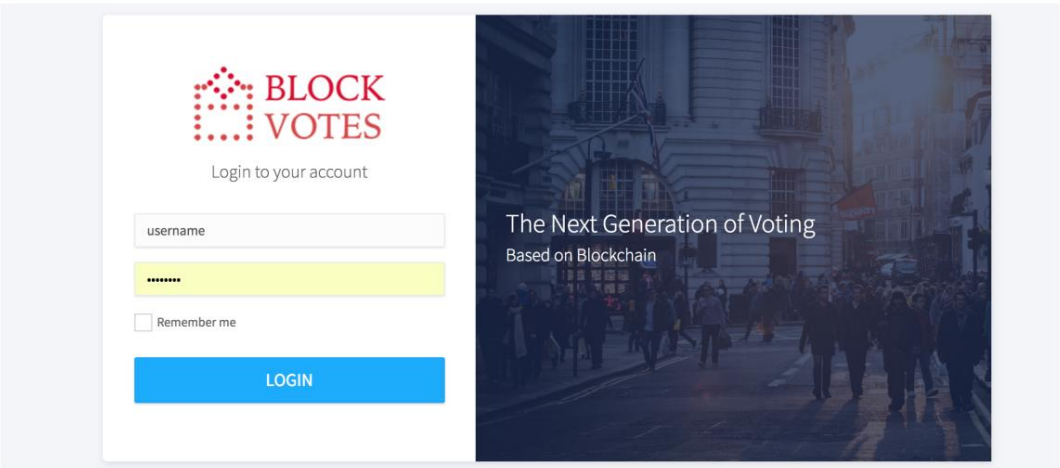 BLOCK
VOTES
Login to your account
username
••••••••
Remember me
LOGIN
The Next Generation of Voting
Based on Blockchain